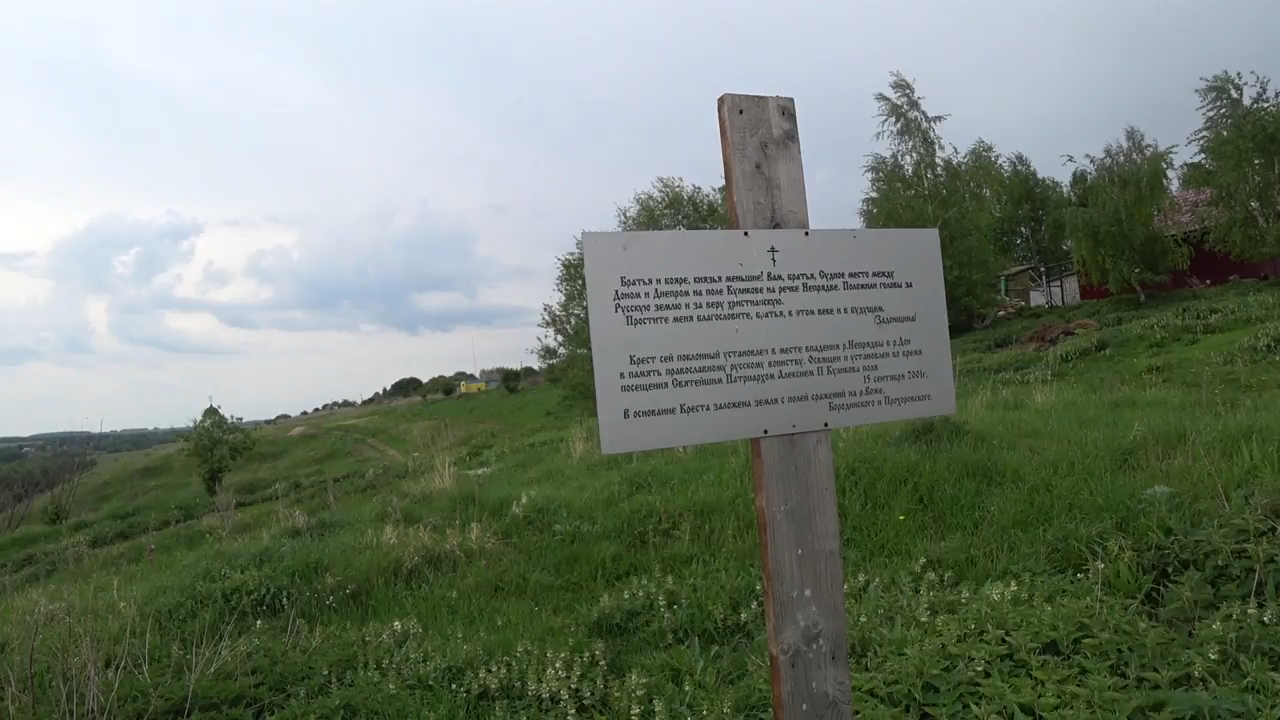 Братья и бояре, князья меньшие! Вам, братья, Судное место между
Доном и Днепром на поле Куликове на речке Непрядве. Положили головы за
Русскую землю и за веру христианскую.
Простите меня благословите, братья, в этом веке и в будущем.
/Задонщина/
Крест сей поклонный установлен в месте впадения р.Непрядвы в р.Дон
в память православному русскому воинству. Освящен и установлен во время
посещения Святейшим Патриархом Алексием II Куликова поля
15 сентября 2001г.
В основание Креста заложена земля с полей сражений на р.Воже,
Бородинского и Прохоровского.